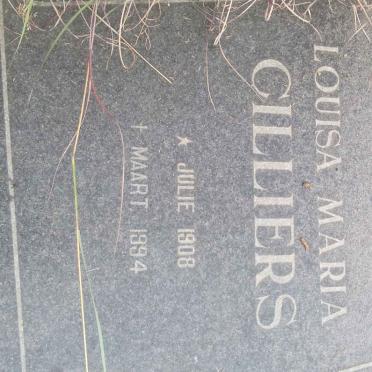 LOUISA MARIA
CILLIERS
★ JULIE 1908
† MAART 1994